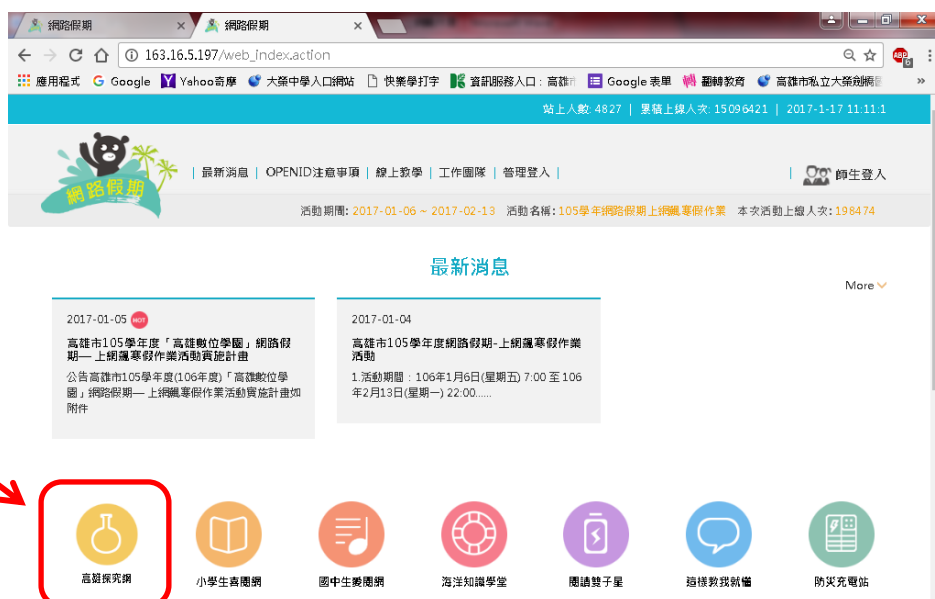 網路假期
網路假期
163.16.5.197/web_index.action
應用程式 Google Yahoo奇摩 大榮中學入口網站 快樂學打字 資訊服務入口：高雄市 Google 表單 翻轉教育 高雄市私立大榮 »
站上人數: 4827 | 累積上線人次: 15096421 | 2017-1-17 11:11:1
網路假期
| 最新消息 | OPENID注意事項 | 線上教學 | 工作團隊 | 管理登入 |
| 師生登入
活動期間: 2017-01-06 ~ 2017-02-13 活動名稱: 105學年網路假期上網飆寒假作業 本次活動上線人次: 198474
最新消息
More
2017-01-05 HOT
高雄市105學年度「高雄數位學園」網路假
期— 上網飆寒假作業活動實施計畫
公告高雄市105學年度(106年度)「高雄數位學
園」網路假期— 上網飆寒假作業活動實施計畫如
附件
2017-01-04
高雄市105學年度網路假期-上網飆寒假作業
活動
1.活動期間：106年1月6日(星期五) 7:00 至 106
年2月13日(星期一) 22:00......
高雄探究網
小學生喜閱網
國中生愛閱網
海洋知識學堂
閱讀雙子星
這樣教我就懂
防災充電站